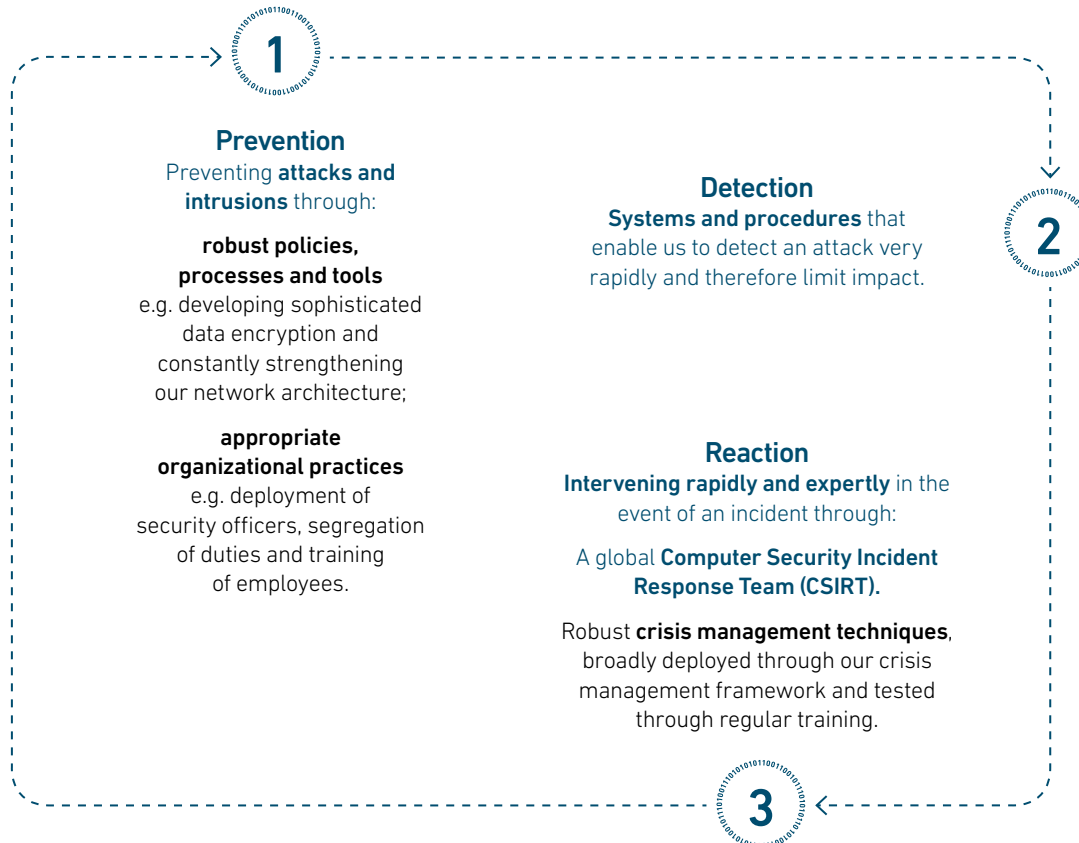 1
Prevention
Preventing attacks and
intrusions through:
robust policies,
processes and tools
e.g. developing sophisticated
data encryption and
constantly strengthening
our network architecture;
appropriate
organizational practices
e.g. deployment of
security officers, segregation
of duties and training
of employees.
2
Detection
Systems and procedures that
enable us to detect an attack very
rapidly and therefore limit impact.
3
Reaction
Intervening rapidly and expertly in the
event of an incident through:
A global Computer Security Incident
Response Team (CSIRT).
Robust crisis management techniques,
broadly deployed through our crisis
management framework and tested
through regular training.